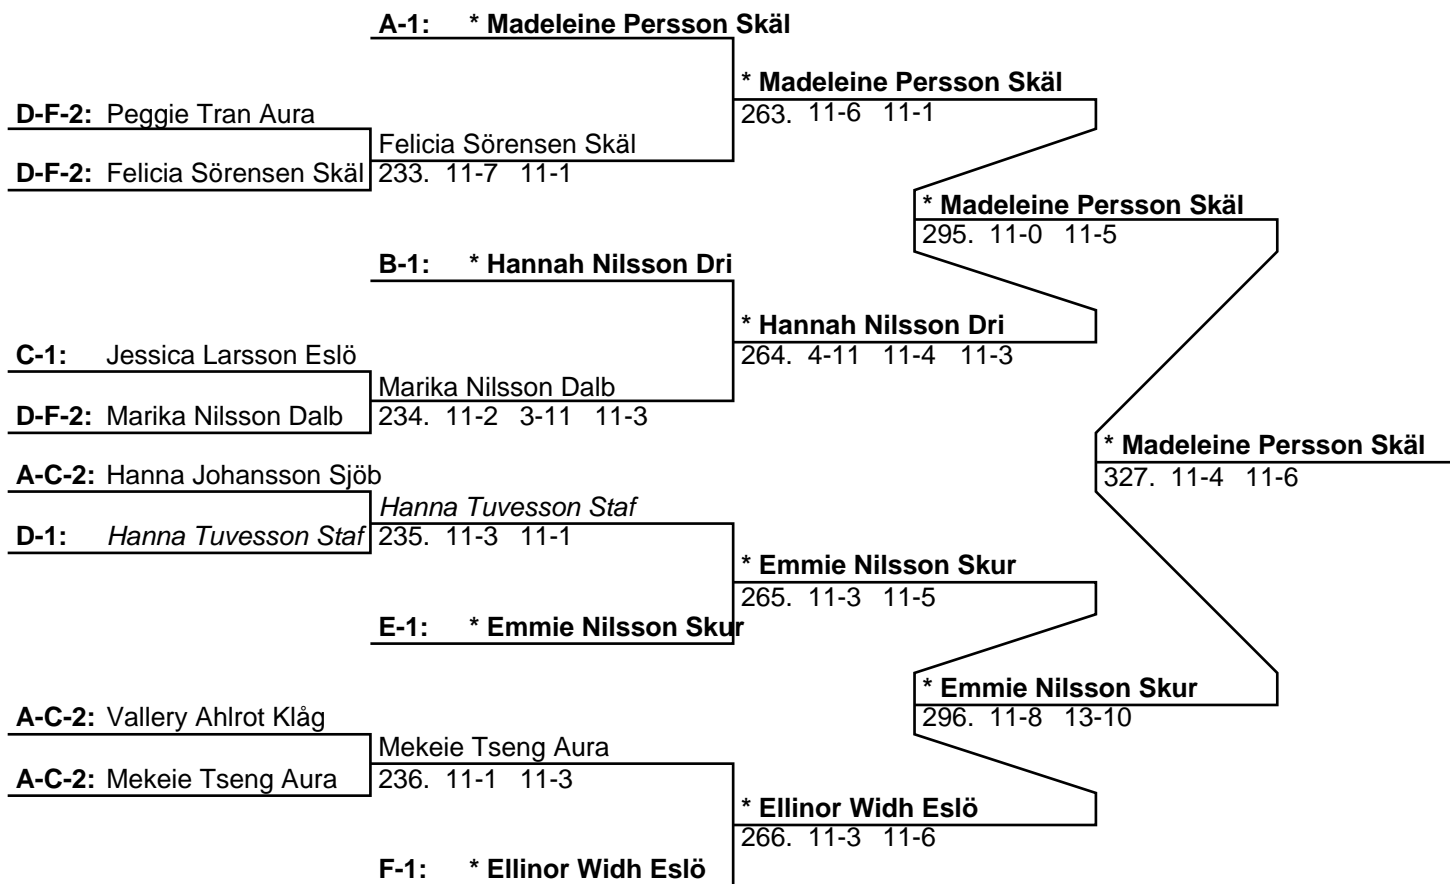 A-1: * Madeleine Persson Skäl
* Madeleine Persson Skäl
D-F-2: Peggie Tran Aura
263. 11-6 11-1
Felicia Sörensen Skäl
D-F-2: Felicia Sörensen Skäl
233. 11-7 11-1
* Madeleine Persson Skäl
295. 11-0 11-5
B-1: * Hannah Nilsson Dri
* Hannah Nilsson Dri
C-1: Jessica Larsson Eslö
264. 4-11 11-4 11-3
Marika Nilsson Dalb
D-F-2: Marika Nilsson Dalb
234. 11-2 3-11 11-3
* Madeleine Persson Skäl
A-C-2: Hanna Johansson Sjöb
327. 11-4 11-6
Hanna Tuvesson Staf
D-1: Hanna Tuvesson Staf
235. 11-3 11-1
* Emmie Nilsson Skur
265. 11-3 11-5
E-1: * Emmie Nilsson Skur
* Emmie Nilsson Skur
A-C-2: Vallery Ahlrot Klåg
296. 11-8 13-10
Mekeie Tseng Aura
A-C-2: Mekeie Tseng Aura
236. 11-1 11-3
* Ellinor Widh Eslö
266. 11-3 11-6
F-1: * Ellinor Widh Eslö